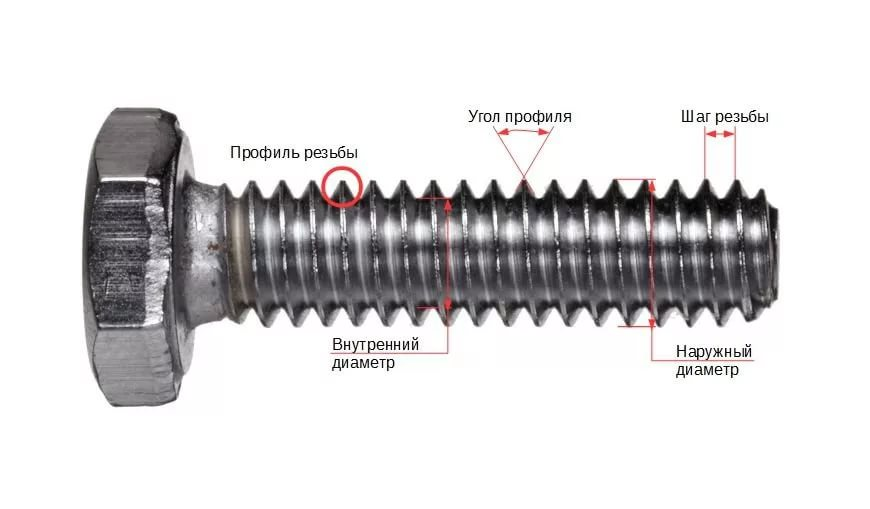 Угол профиля
Шаг резьбы
Профиль резьбы
Внутренний
диаметр
Наружный
диаметр